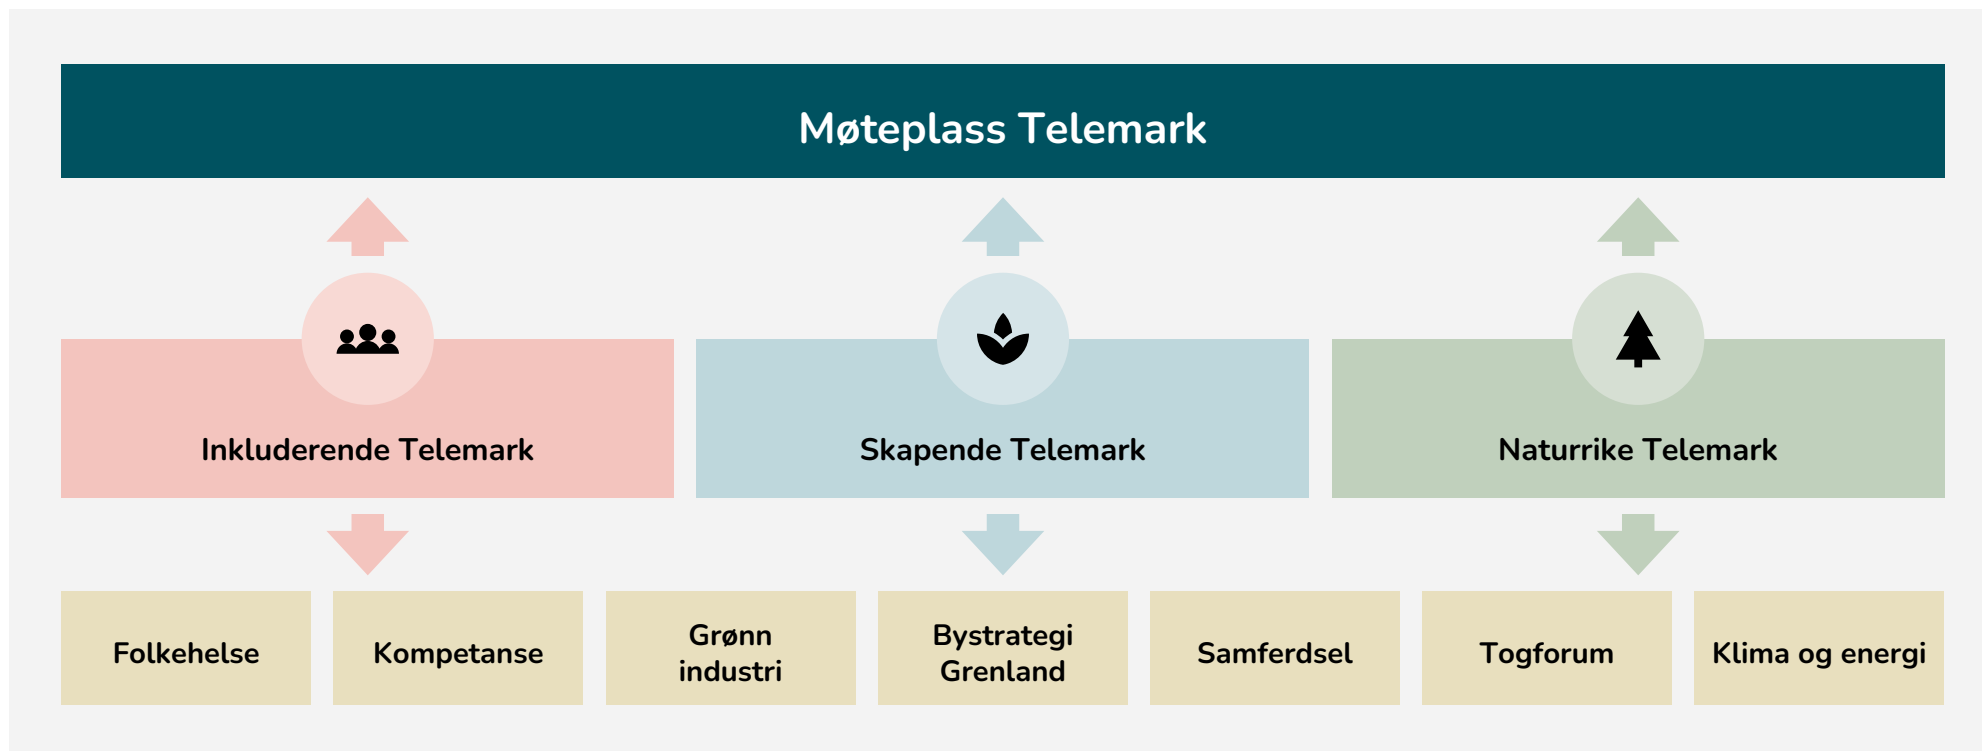 Møteplass Telemark
Inkluderende Telemark
Skapende Telemark
Naturrike Telemark
Folkehelse
Kompetanse
Grønn
industri
Bystrategi
Grenland
Samferdsel
Togforum
Klima og energi